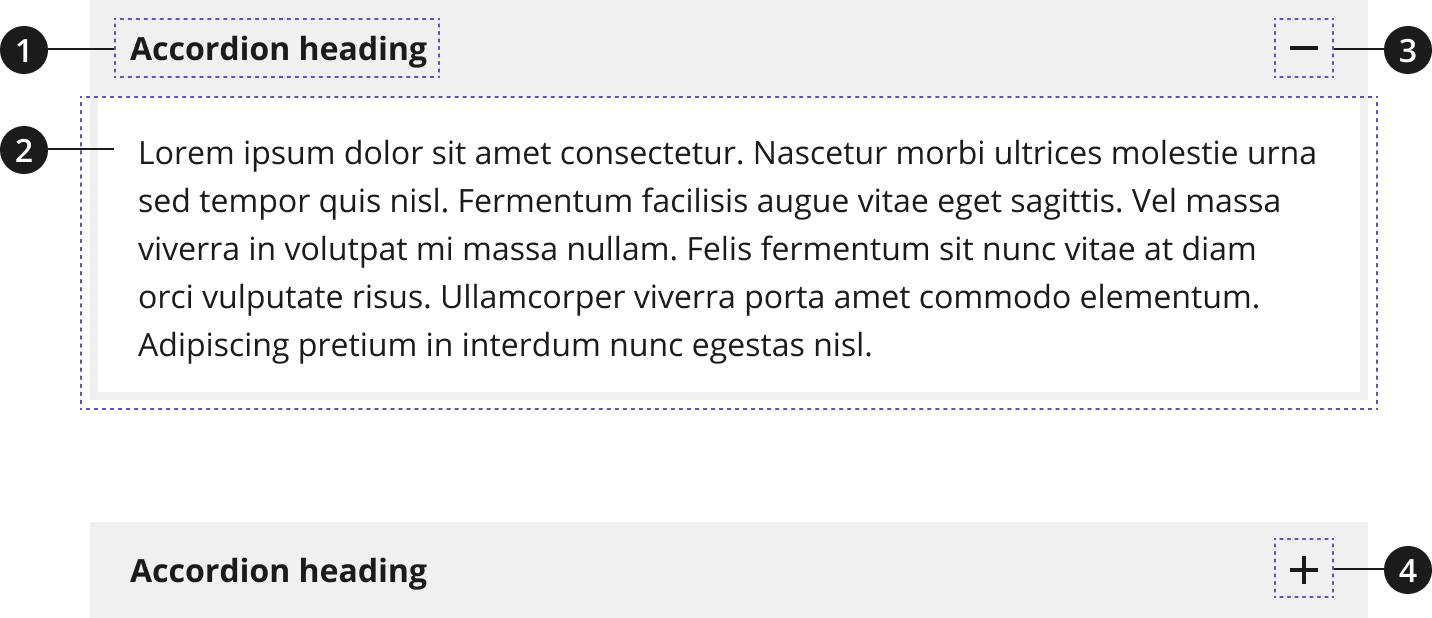 1 Accordion heading 3
2 Lorem ipsum dolor sit amet consectetur. Nascetur morbi ultrices molestie urna
sed tempor quis nisl. Fermentum facilisis augue vitae eget sagittis. Vel massa
viverra in volutpat mi massa nullam. Felis fermentum sit nunc vitae at diam
orci vulputate risus. Ullamcorper viverra porta amet commodo elementum.
Adipiscing pretium in interdum nunc egestas nisl.
Accordion heading 4